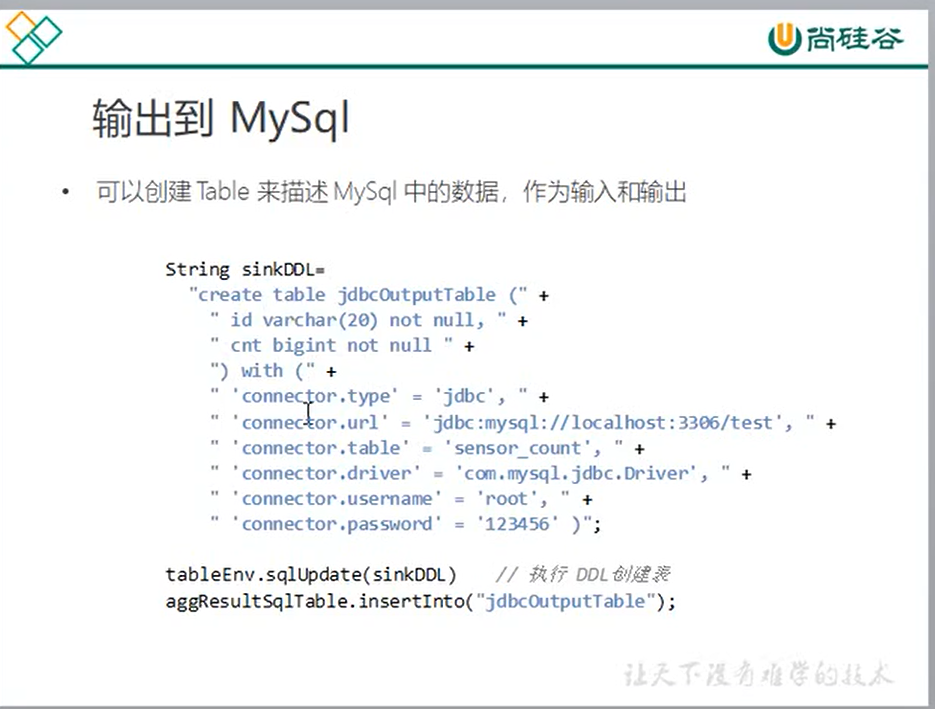 尚硅谷
输出到 MySql
• 可以创建 Table 来描述 MySql 中的数据，作为输入和输出
String sinkDDL=
"create table jdbcOutputTable (" +
" id varchar(20) not null, " +
" cnt bigint not null " +
") with (" +
" 'connector.type' = 'jdbc', " +
" 'connector.url' = 'jdbc:mysql://localhost:3306/test', " +
" 'connector.table' = 'sensor_count', " +
" 'connector.driver' = 'com.mysql.jdbc.Driver', " +
" 'connector.username' = 'root', " +
" 'connector.password' = '123456' )";
tableEnv.sqlUpdate(sinkDDL) // 执行 DDL创建表
aggResultSqlTable.insertInto("jdbcOutputTable");
让天下没有难学的技术